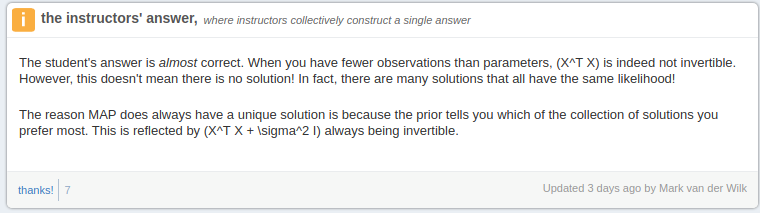 i the instructors' answer, where instructors collectively construct a single answer
The student's answer is almost correct. When you have fewer observations than parameters, (X^T X) is indeed not invertible.
However, this doesn't mean there is no solution! In fact, there are many solutions that all have the same likelihood!
The reason MAP does always have a unique solution is because the prior tells you which of the collection of solutions you
prefer most. This is reflected by (X^T X + \sigma^2 I) always being invertible.
thanks! 7 Updated 3 days ago by Mark van der Wilk